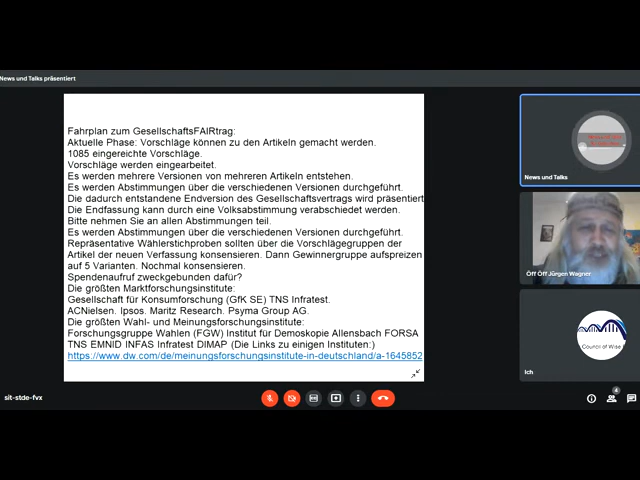 News und Talks präsentiert
Fahrplan zum GesellschaftsFAIRtrag:
Aktuelle Phase: Vorschläge können zu den Artikeln gemacht werden.
1085 eingereichte Vorschläge.
Vorschläge werden eingearbeitet.
Es werden mehrere Versionen von mehreren Artikeln entstehen.
Es werden Abstimmungen über die verschiedenen Versionen durchgeführt.
Die dadurch entstandene Endversion des Gesellschaftsvertrags wird präsentiert
Die Endfassung kann durch eine Volksabstimmung verabschiedet werden.
Bitte nehmen Sie an allen Abstimmungen teil.
Es werden Abstimmungen über die verschiedenen Versionen durchgeführt.
Repräsentative Wählerstichproben sollten über die Vorschlägegruppen der
Artikel der neuen Verfassung konsensieren. Dann Gewinnergruppe aufspreizen
auf 5 Varianten. Nochmal konsensieren.
Spendenaufruf zweckgebunden dafür?
Die größten Marktforschungsinstitute:
Gesellschaft für Konsumforschung (GfK SE) TNS Infratest.
ACNielsen. Ipsos. Maritz Research. Psyma Group AG.
Die größten Wahl- und Meinungsforschungsinstitute:
Forschungsgruppe Wahlen (FGW) Institut für Demoskopie Allensbach FORSA
TNS EMNID INFAS Infratest DIMAP (Die Links zu einigen Instituten:)
https://www.dw.com/de/meinungsforschungsinstitute-in-deutschland/a-1645852
News und Talks
Öff Öff Jürgen Wagner
Council of Wise
Ich
sit-stde-fvx
4